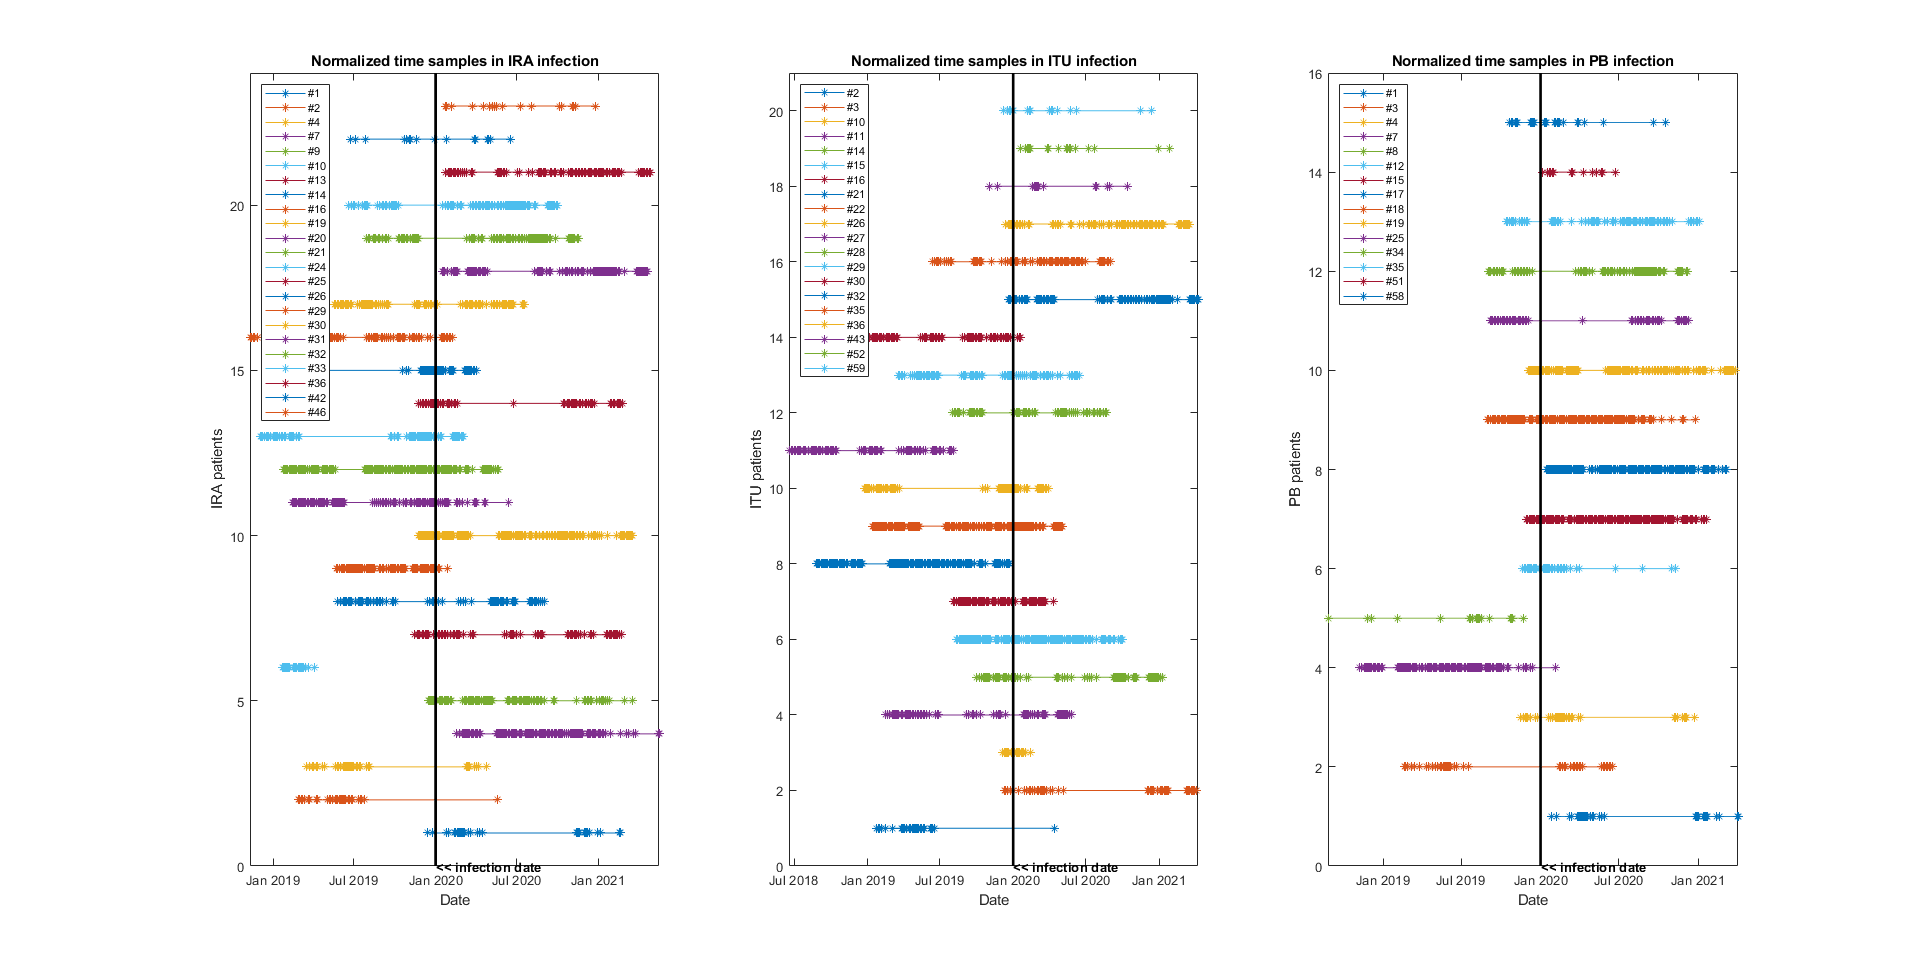 Normalized time samples in IRA infection
#1
#2
#4
#7
#9
#10
#13
#14
#16
#19
#20
#21
#24
#25
#26
#29
#30
#31
#32
#33
#36
#42
#46
20
15
10
5
0
IRA patients
<< infection date
Jan 2019
Jul 2019
Jan 2020
Jul 2020
Jan 2021
Date
Normalized time samples in ITU infection
#2
#3
#10
#11
#14
#15
#16
#21
#22
#26
#27
#28
#29
#30
#32
#35
#36
#43
#52
#59
20
18
16
14
12
10
8
6
4
2
0
ITU patients
<< infection date
Jul 2018
Jan 2019
Jul 2019
Jan 2020
Jul 2020
Jan 2021
Date
Normalized time samples in PB infection
#1
#3
#4
#7
#8
#12
#15
#17
#18
#19
#25
#34
#35
#51
#58
16
14
12
10
8
6
4
2
0
PB patients
<< infection date
Jan 2019
Jul 2019
Jan 2020
Jul 2020
Jan 2021
Date